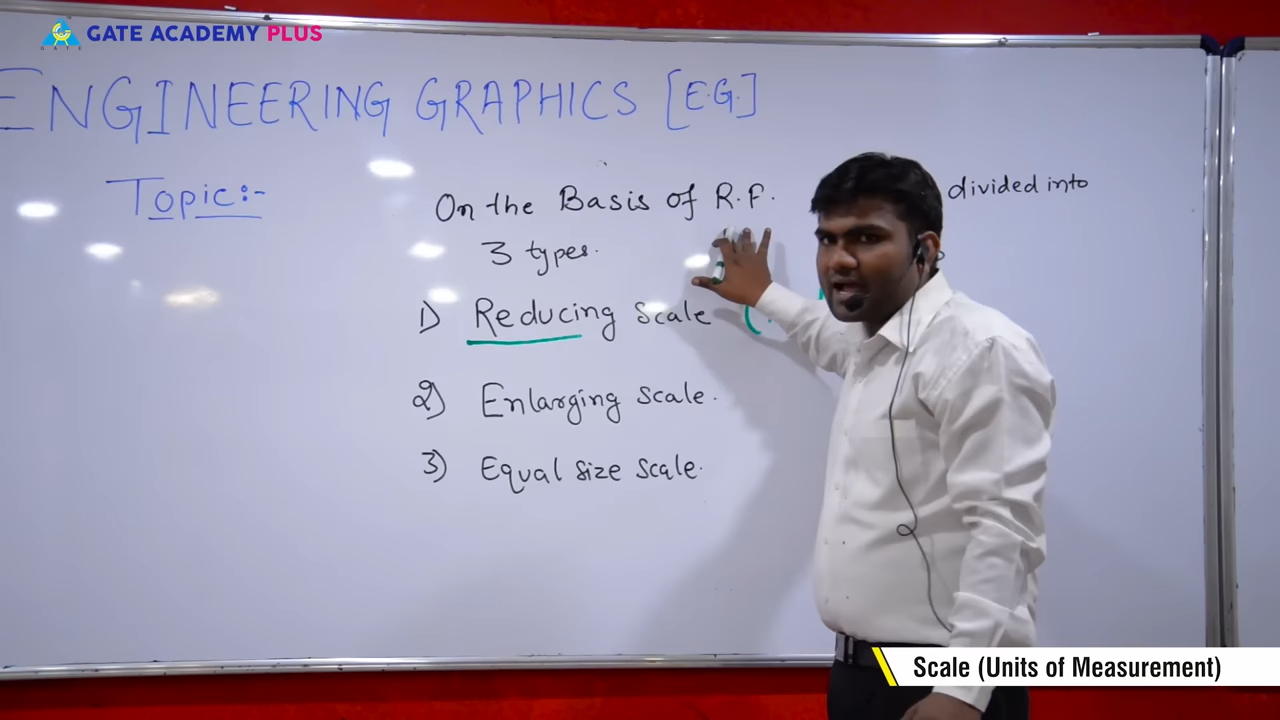 GATE ACADEMY PLUS
GATE
ENGINEERING GRAPHICS [E.G.]
Topic:-
On the Basis of R.F. divided into
3 types.
1) Reducing scale (
2) Enlarging scale.
3) Equal size scale.
Scale (Units of Measurement)